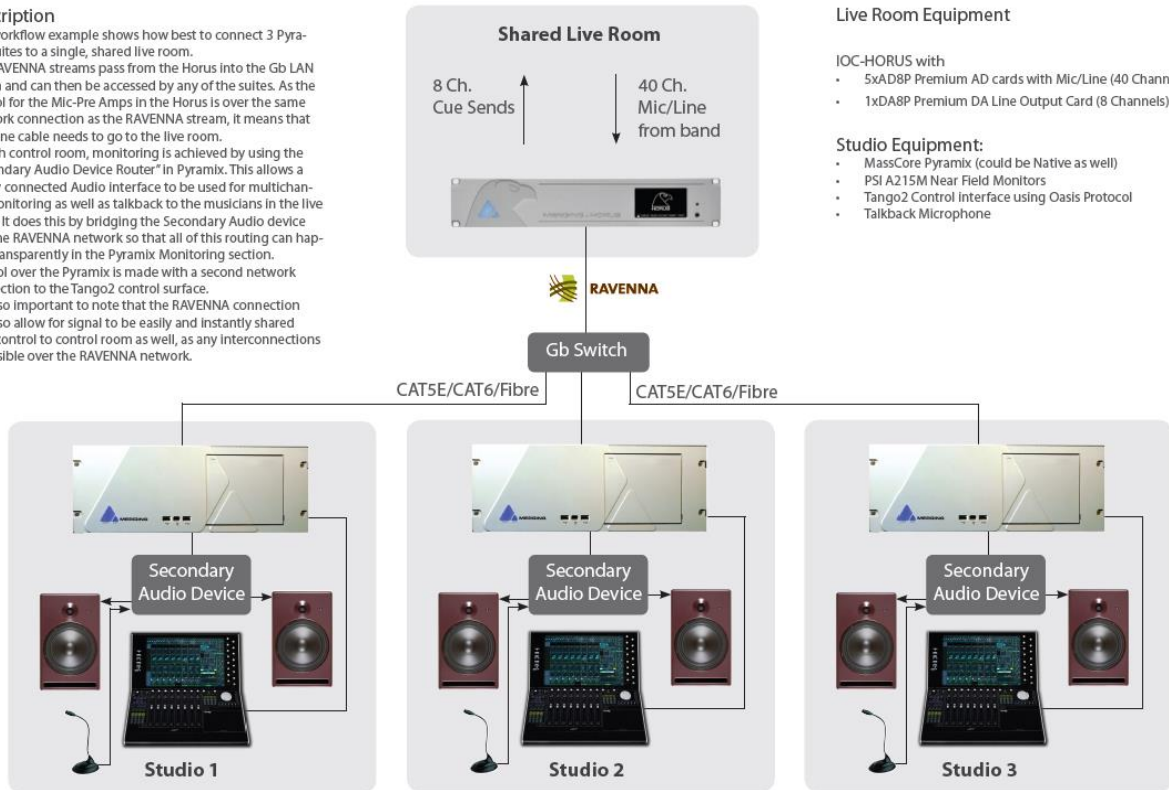 ription
workflow example shows how best to connect 3 Pyra-
uites to a single, shared live room.
AVENNA streams pass from the Horus into the Gb LAN
and can then be accessed by any of the suites. As the
ol for the Mic-Pre Amps in the Horus is over the same
ork connection as the RAVENNA stream, it means that
ne cable needs to go to the live room.
h control room, monitoring is achieved by using the
ndary Audio Device Router" in Pyramix. This allows a
y connected Audio interface to be used for multichan-
onitoring as well as talkback to the musicians in the live
It does this by bridging the Secondary Audio device
he RAVENNA network so that all of this routing can hap-
ansparently in the Pyramix Monitoring section.
ol over the Pyramix is made with a second network
ection to the Tango2 control surface.
so important to note that the RAVENNA connection
so allow for signal to be easily and instantly shared
control to control room as well, as any interconnections
sible over the RAVENNA network.
Shared Live Room
8 Ch.
Cue Sends
40 Ch.
Mic/Line
from band
MERGING HORUS
HORUS
RAVENNA
Gb Switch
CAT5E/CAT6/Fibre
CAT5E/CAT6/Fibre
Live Room Equipment
IOC-HORUS with
• 5xAD8P Premium AD cards with Mic/Line (40 Chann
• 1xDA8P Premium DA Line Output Card (8 Channels)
Studio Equipment:
• MassCore Pyramix (could be Native as well)
• PSI A215M Near Field Monitors
• Tango2 Control interface using Oasis Protocol
• Talkback Microphone
MERGING
Secondary
Audio Device
Studio 1
MERGING
Secondary
Audio Device
Studio 2
MERGING
Secondary
Audio Device
Studio 3